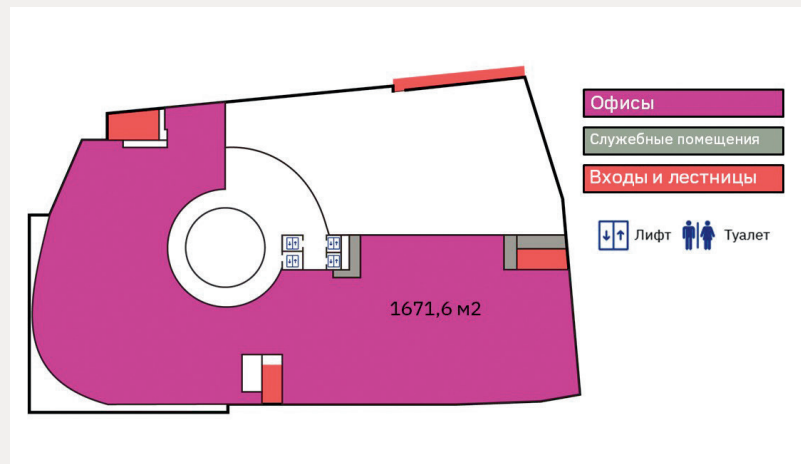 Офисы
Служебные помещения
Входы и лестницы
Лифт
Туалет
1671,6 м2